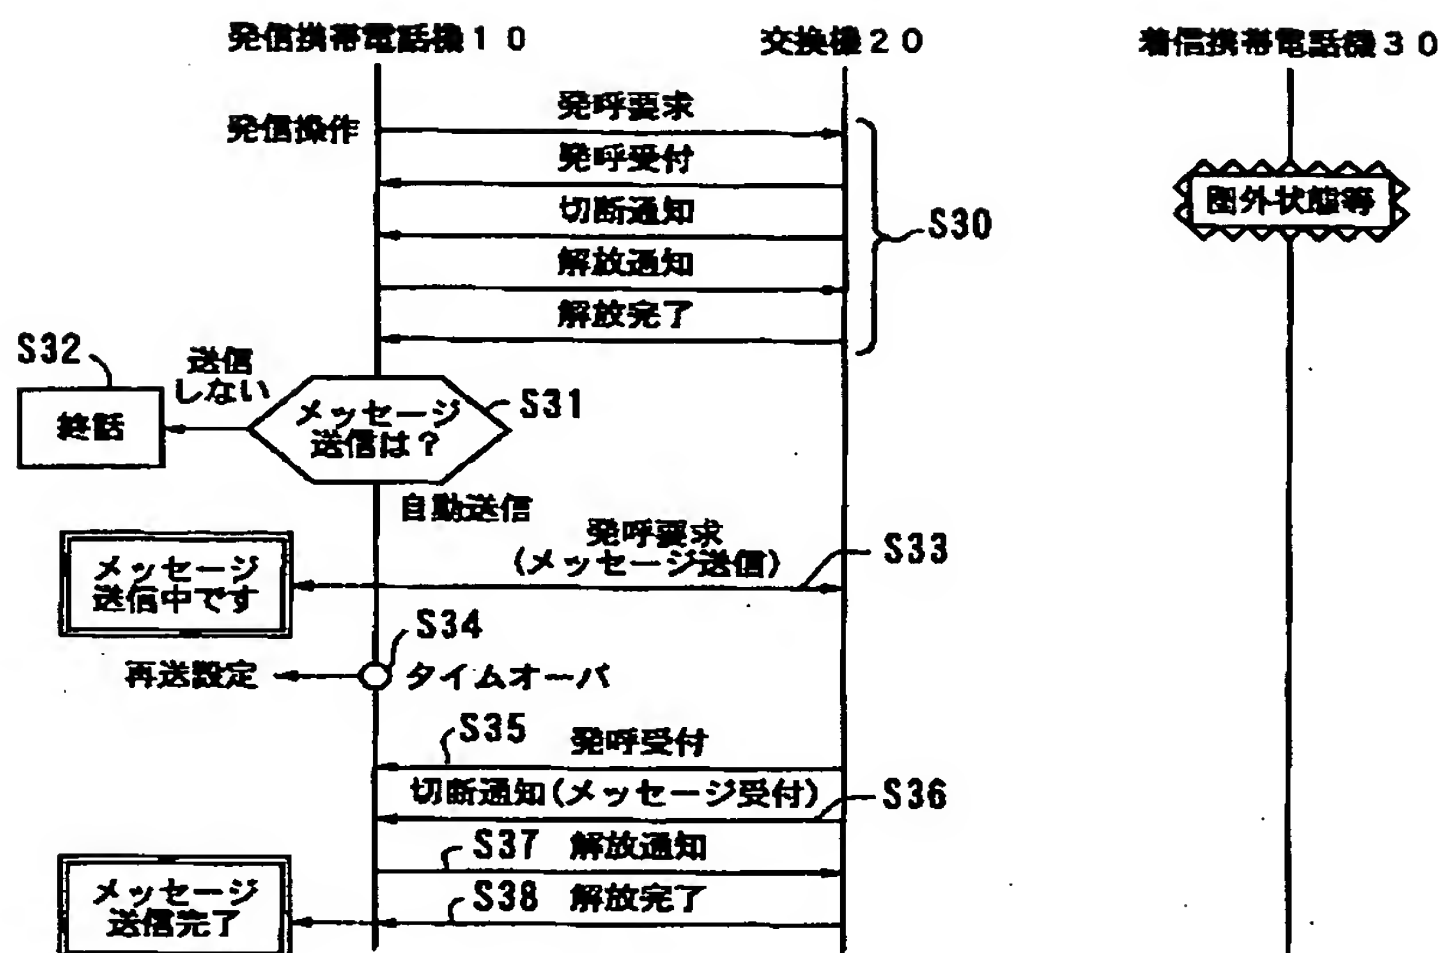 発信携帯電話機10
交換機20
着信携帯電話機30
発信操作
発呼要求
発呼受付
圏外状態等
切断通知
S30
解放通知
解放完了
S32
送信
しない
終話
メッセージ
送信は?
S31
自動送信
発呼要求
(メッセージ送信)
S33
メッセージ
送信中です
S34
再送設定
タイムオーバ
S35
発呼受付
切断通知(メッセージ受付)
S36
S37 解放通知
S38 解放完了
メッセージ
送信完了